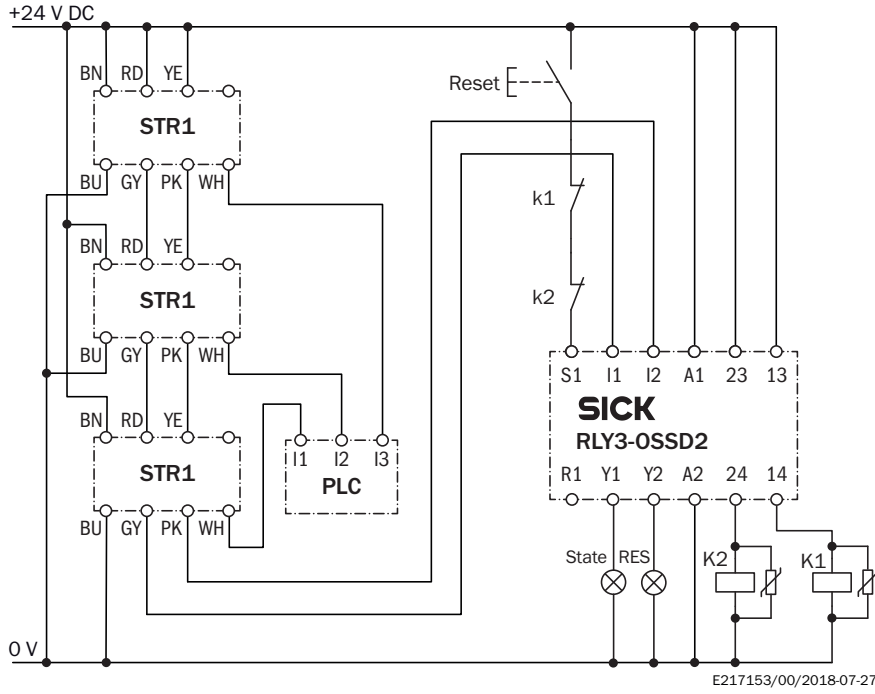 +24 V DC
BN RD YE
Reset
STR1
BU GY PK WH
k1
BN RD YE
STR1
k2
BU GY PK WH
S1 I1 I2 A1 23 13
SICK
RLY3-OSSD2
BN RD YE
I1 I2 I3
PLC
STR1
R1 Y1 Y2 A2 24 14
BU GY PK WH
State RES K2 K1
0 V
E217153/00/2018-07-27